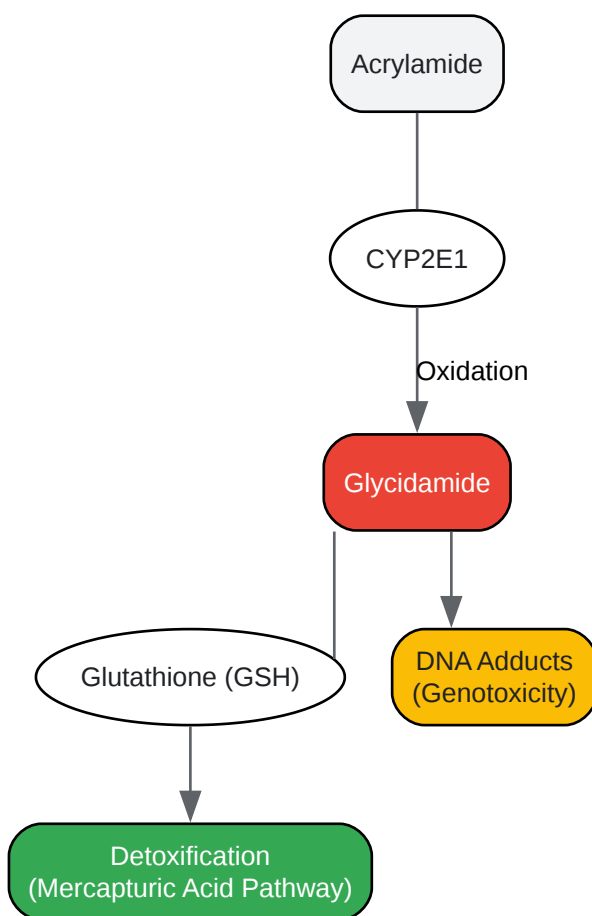 Acrylamide
CYP2E1
Oxidation
Glycidamide
DNA Adducts
(Genotoxicity)
Glutathione (GSH)
Detoxification
(Mercapturic Acid Pathway)